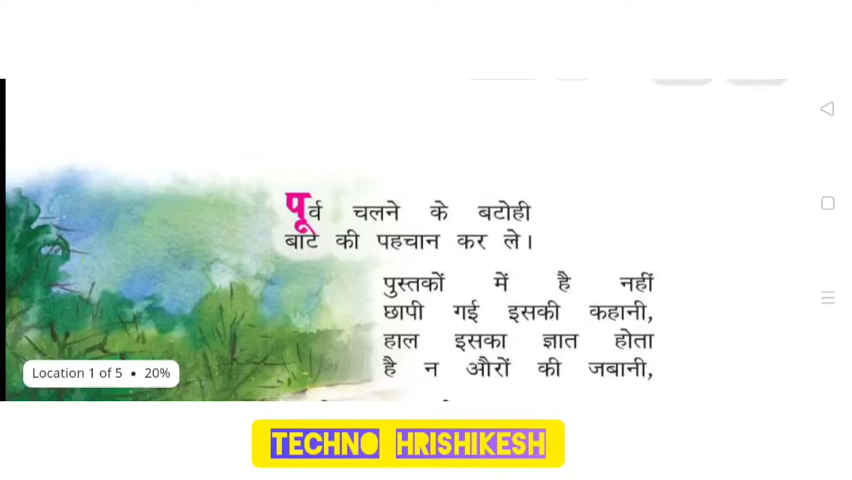 पूर्व चलने के बटोही
बाट की पहचान कर ले।
पुस्तकों में है नहीं
छापी गई इसकी कहानी,
हाल इसका ज्ञात होता
है न औरों की जबानी,
Location 1 of 5 • 20%
TECHNO HRISHIKESH